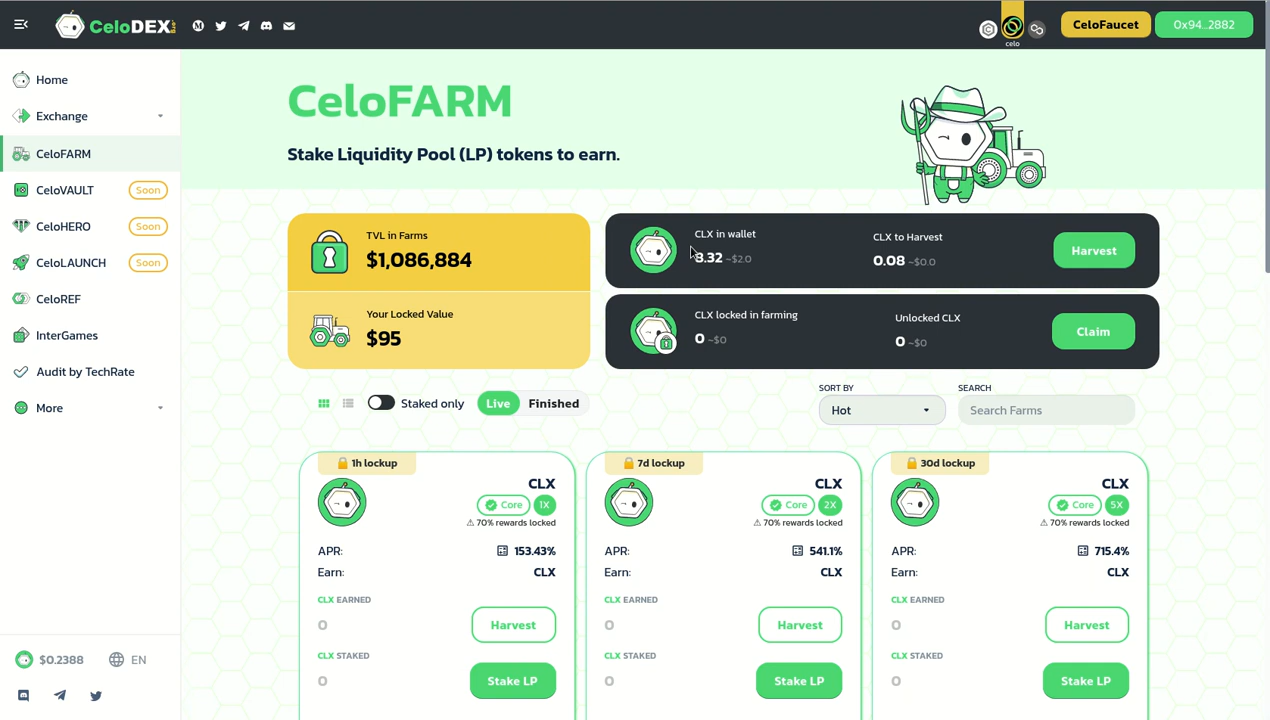 CeloDEX
celo
CeloFaucet
0x94..2882
Home
Exchange
CeloFARM
CeloVAULT Soon
CeloHERO Soon
CeloLAUNCH Soon
CeloREF
InterGames
Audit by TechRate
More
$0.2388
EN
CeloFARM
Stake Liquidity Pool (LP) tokens to earn.
TVL in Farms
$1,086,884
Your Locked Value
$95
CLX in wallet
8.32 ~$2.0
CLX to Harvest
0.08 ~$0.0
Harvest
CLX locked in farming
0 ~$0
Unlocked CLX
0 ~$0
Claim
Staked only
Live
Finished
SORT BY
Hot
SEARCH
Search Farms
1h lockup
CLX
Core 1X
⚠ 70% rewards locked
APR: 153.43%
Earn: CLX
CLX EARNED
0
Harvest
CLX STAKED
0
Stake LP
7d lockup
CLX
Core 2X
⚠ 70% rewards locked
APR: 541.1%
Earn: CLX
CLX EARNED
0
Harvest
CLX STAKED
0
Stake LP
30d lockup
CLX
Core 5X
⚠ 70% rewards locked
APR: 715.4%
Earn: CLX
CLX EARNED
0
Harvest
CLX STAKED
0
Stake LP